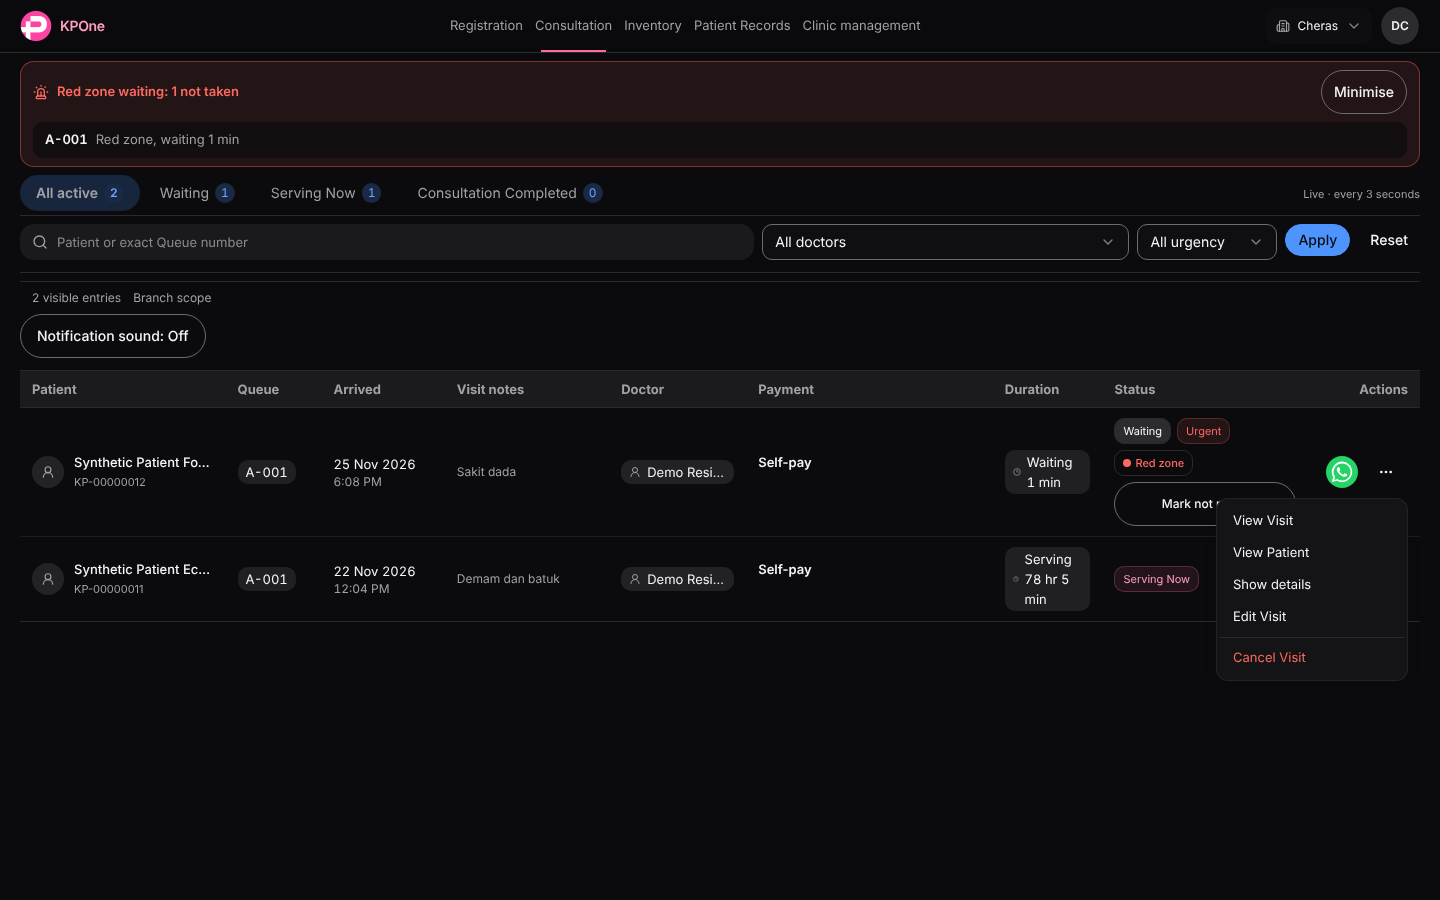 KPOne
Registration Consultation Inventory Patient Records Clinic management
Cheras
DC
Red zone waiting: 1 not taken
Minimise
A-001 Red zone, waiting 1 min
All active 2 Waiting 1 Serving Now 1 Consultation Completed 0
Live · every 3 seconds
Patient or exact Queue number
All doctors
All urgency
Apply
Reset
2 visible entries Branch scope
Notification sound: Off
Patient Queue Arrived Visit notes Doctor Payment Duration Status Actions
Synthetic Patient Fo...
KP-00000012
A-001
25 Nov 2026
6:08 PM
Sakit dada
Demo Resi...
Self-pay
Waiting
1 min
Waiting Urgent
Red zone
Mark not
Synthetic Patient Ec...
KP-00000011
A-001
22 Nov 2026
12:04 PM
Demam dan batuk
Demo Resi...
Self-pay
Serving
78 hr 5
min
Serving Now
View Visit
View Patient
Show details
Edit Visit
Cancel Visit